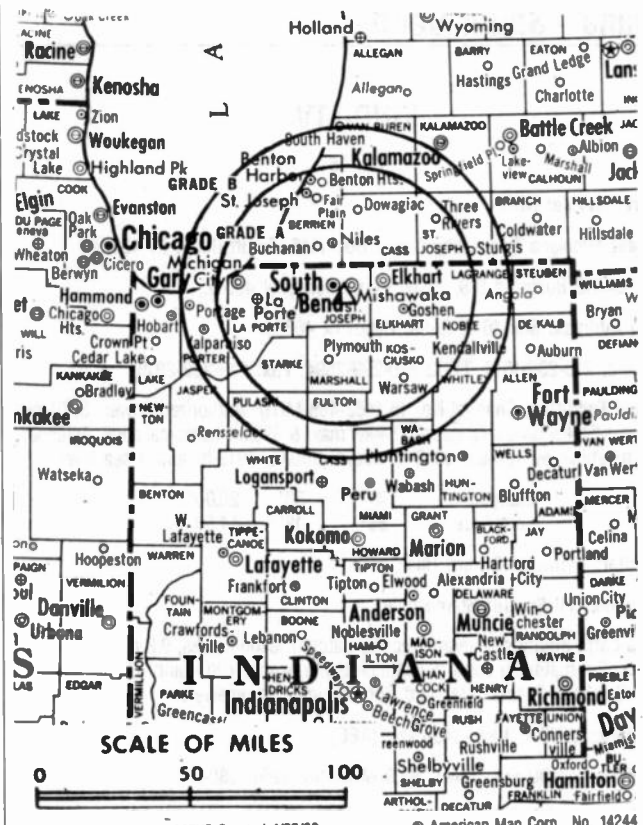 Holland Wyoming
Racine ALLEGAN BARRY EATON
Hastings Grand Ledge
Kenosha Allegan Charlotte
LAKE Zion VAN BUREN KALAMAZOO Battle Creek
Woukegan South Haven Albion
Crystal Lake Highland Pk Benton Harbor Kalamazoo Springfield Pl. Lakeview Marshall
COOK GRADE B Benton Hts. CALHOUN
Elgin Evanston St. Joseph Fair Plain Dowagiac Three Rivers BRANCH HILLSDALE
DU PAGE Oak Park GRADE A BERRIEN ST. JOSEPH Coldwater Hillsdale
Wheaton Chicago Buchanan Niles CASS Sturgis
Berwyn Cicero Michigan City LAGRANGE STEUBEN
Gary South Bend Elkhart Angola WILLIAMS
Hammond Portage La Porte Mishawaka Goshen Bryan
Chicago Hts. Hobart LA PORTE ST. JOSEPH ELKHART NOBLE DE KALB
WILL Valparaiso Plymouth KOSCIUSKO Kendallville Auburn
Crown Pt PORTER STARKE
Cedar Lake MARSHALL Warsaw WHITLEY ALLEN
KANKAKEE Bradley LAKE JASPER PULASKI FULTON Fort Wayne PAULDING
NEWTON Rensselaer WABASH
IROQUOIS WHITE CASS Huntington WELLS VAN WERT
Watseka Logansport Wabash HUNTINGTON Decatur Van Wert
BENTON Peru Bluffton MERCER
CARROLL MIAMI ADAMS
W. Lafayette TIPPECANOE Kokomo GRANT BLACKFORD JAY Celina
Hoopeston WARREN Lafayette HOWARD Marion Hartford City Portland
VERMILION Frankfort TIPTON Tipton Elwood Alexandria DARKE
Danville FOUNTAIN CLINTON DELAWARE Union City
Urbana MONTGOMERY BOONE Anderson Muncie Winchester
Crawfordsville Lebanon Noblesville MADISON New Castle RANDOLPH
INDIANA
HAMILTON WAYNE
EDGAR VERMILLION PARKE HENDRICKS Speedway HANCOCK HENRY Richmond PREBLE
Greencastl Indianapolis Lawrence Greenfield
Beech Grove RUSH FAYETTE UNION Day
SCALE OF MILES Rushville Connersville
Shelbyville Oxford BUTLER
0 50 100 SHELBY Greensburg Hamilton
DECATUR FRANKLIN Fairfield
© American Map Corp. No. 14244